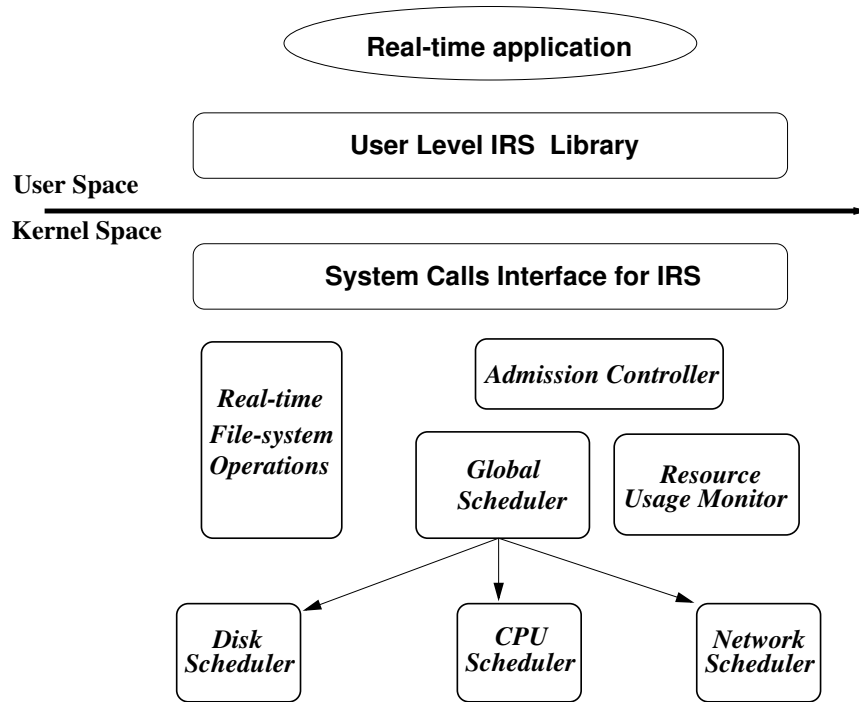 Real-time application
User Level IRS Library
User Space
Kernel Space
System Calls Interface for IRS
Real-time
File-system
Operations
Admission Controller
Global
Scheduler
Resource
Usage Monitor
Disk
Scheduler
CPU
Scheduler
Network
Scheduler